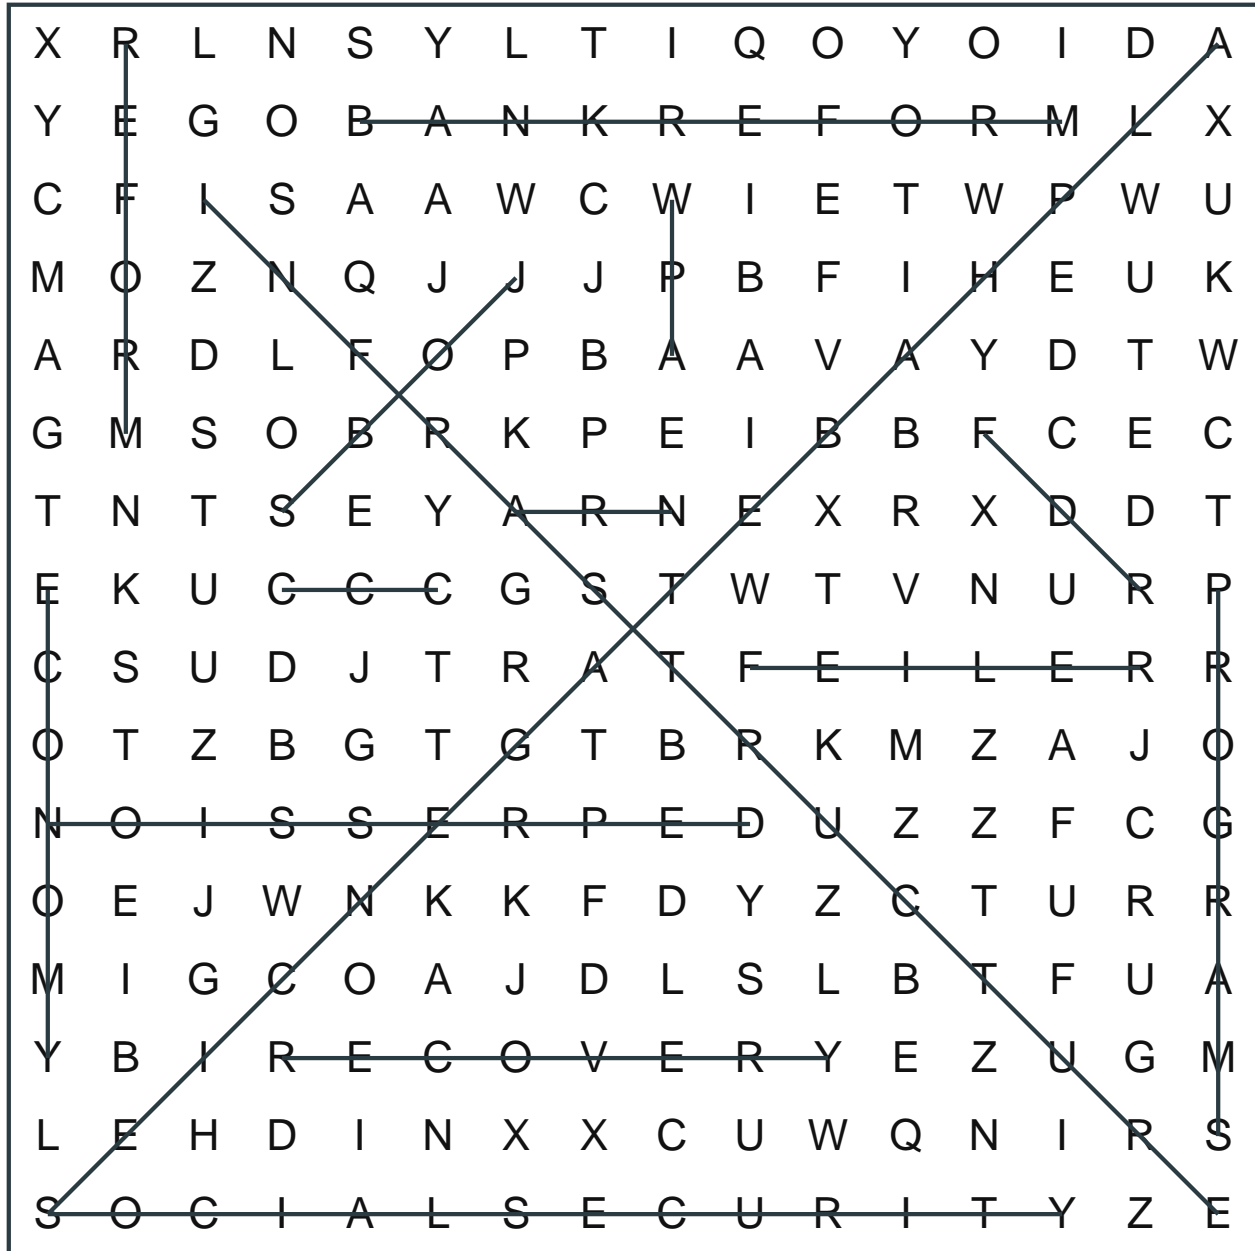 X R L N S Y L T I Q O Y O I D A
Y E G O B A N K R E F O R M L X
C F I S A A W C W I E T W P W U
M O Z N Q J J J P B F I H E U K
A R D L F O P B A A V A Y D T W
G M S O B R K P E I B B F C E C
T N T S E Y A R N E X R X D D T
E K U C C C G S T W T V N U R P
C S U D J T R A T F E I L E R R
O T Z B G T G T B R K M Z A J O
N O I S S E R P E D U Z Z F C G
O E J W N K K F D Y Z C T U R R
M I G C O A J D L S L B T F U A
Y B I R E C O V E R Y E Z U G M
L E H D I N X X C U W Q N I R S
S O C I A L S E C U R I T Y Z E